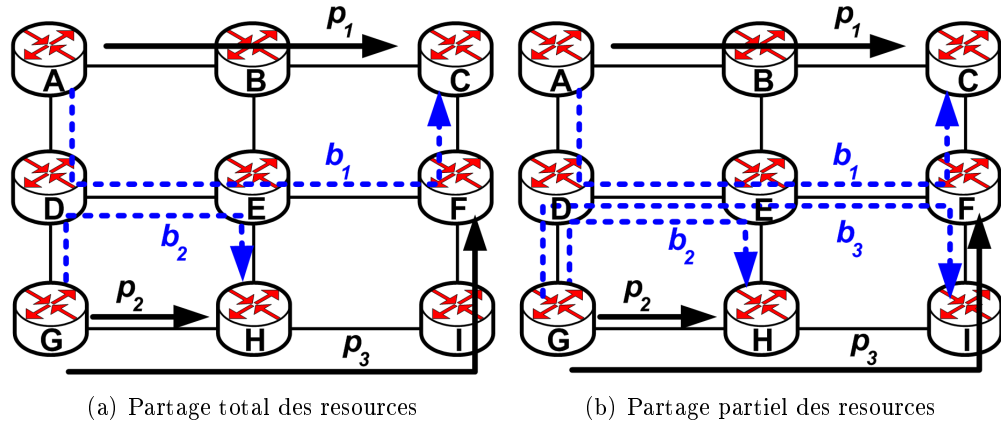 p1 p1
A B C A B C
b1 b1
D E F D E F
b2 b2 b3
p2 p2
G H I G H I
p3 p3
(a) Partage total des resources (b) Partage partiel des resources